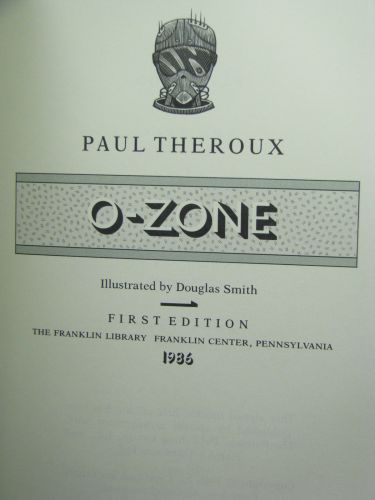 PAUL THEROUX
O-ZONE
Illustrated by Douglas Smith
FIRST EDITION
THE FRANKLIN LIBRARY FRANKLIN CENTER, PENNSYLVANIA
1986